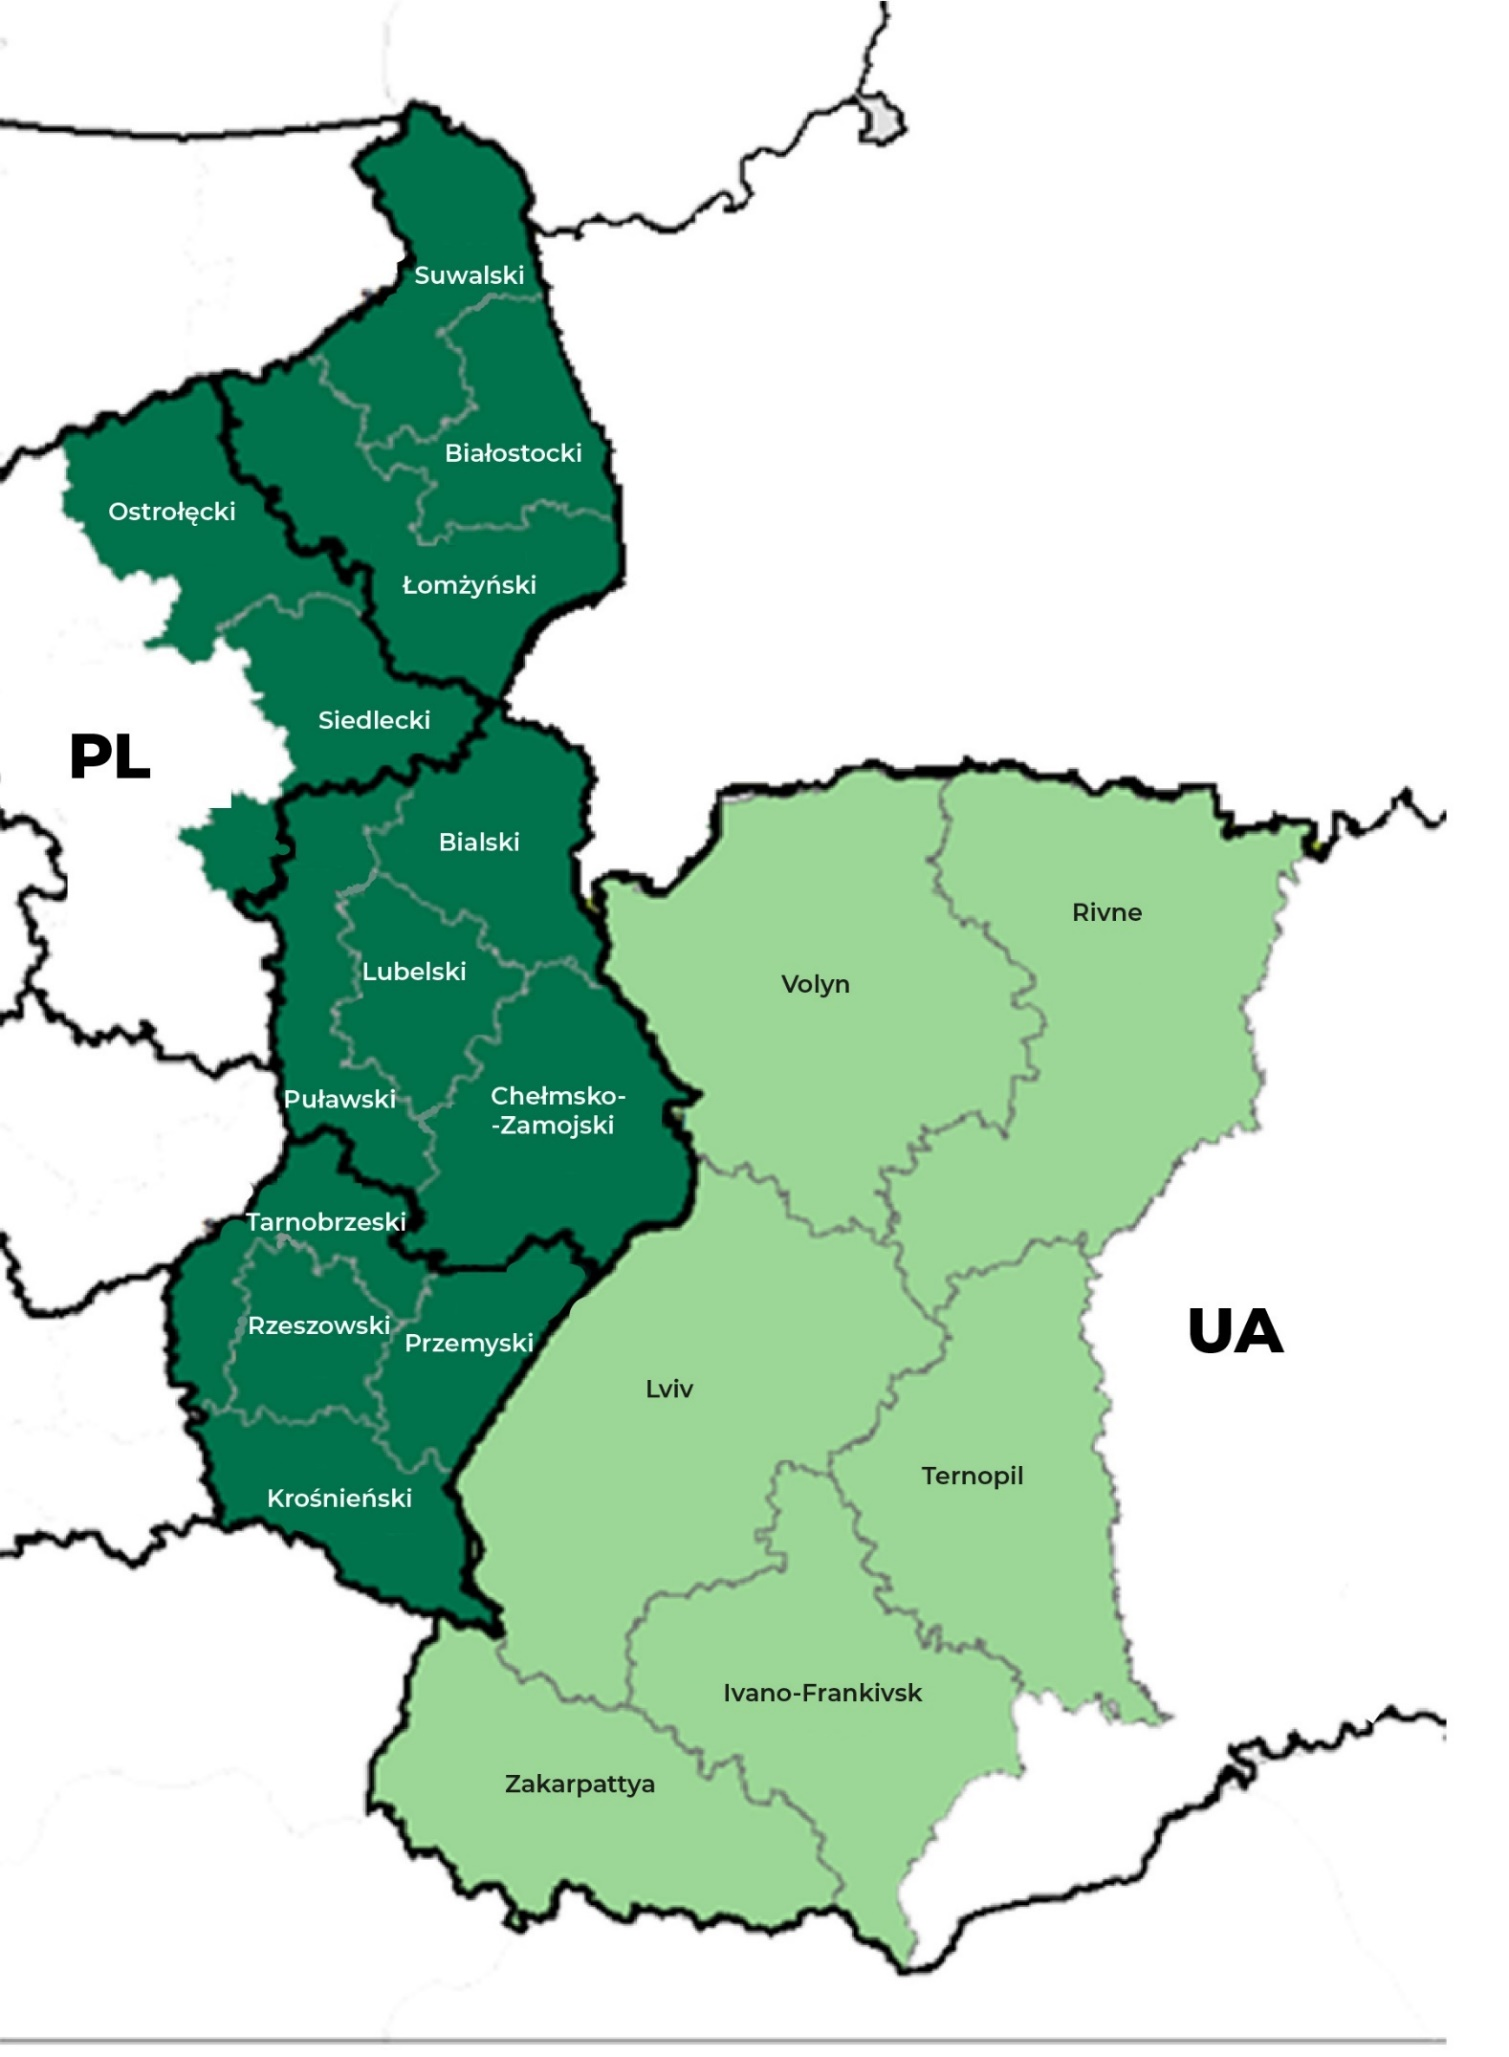 Suwalski
Białostocki
Ostrołęcki
Łomżyński
Siedlecki
PL
Bialski
Rivne
Lubelski
Volyn
Puławski
Chełmsko-
-Zamojski
Tarnobrzeski
Rzeszowski
Przemyski
UA
Lviv
Ternopil
Krośnieński
Ivano-Frankivsk
Zakarpattya